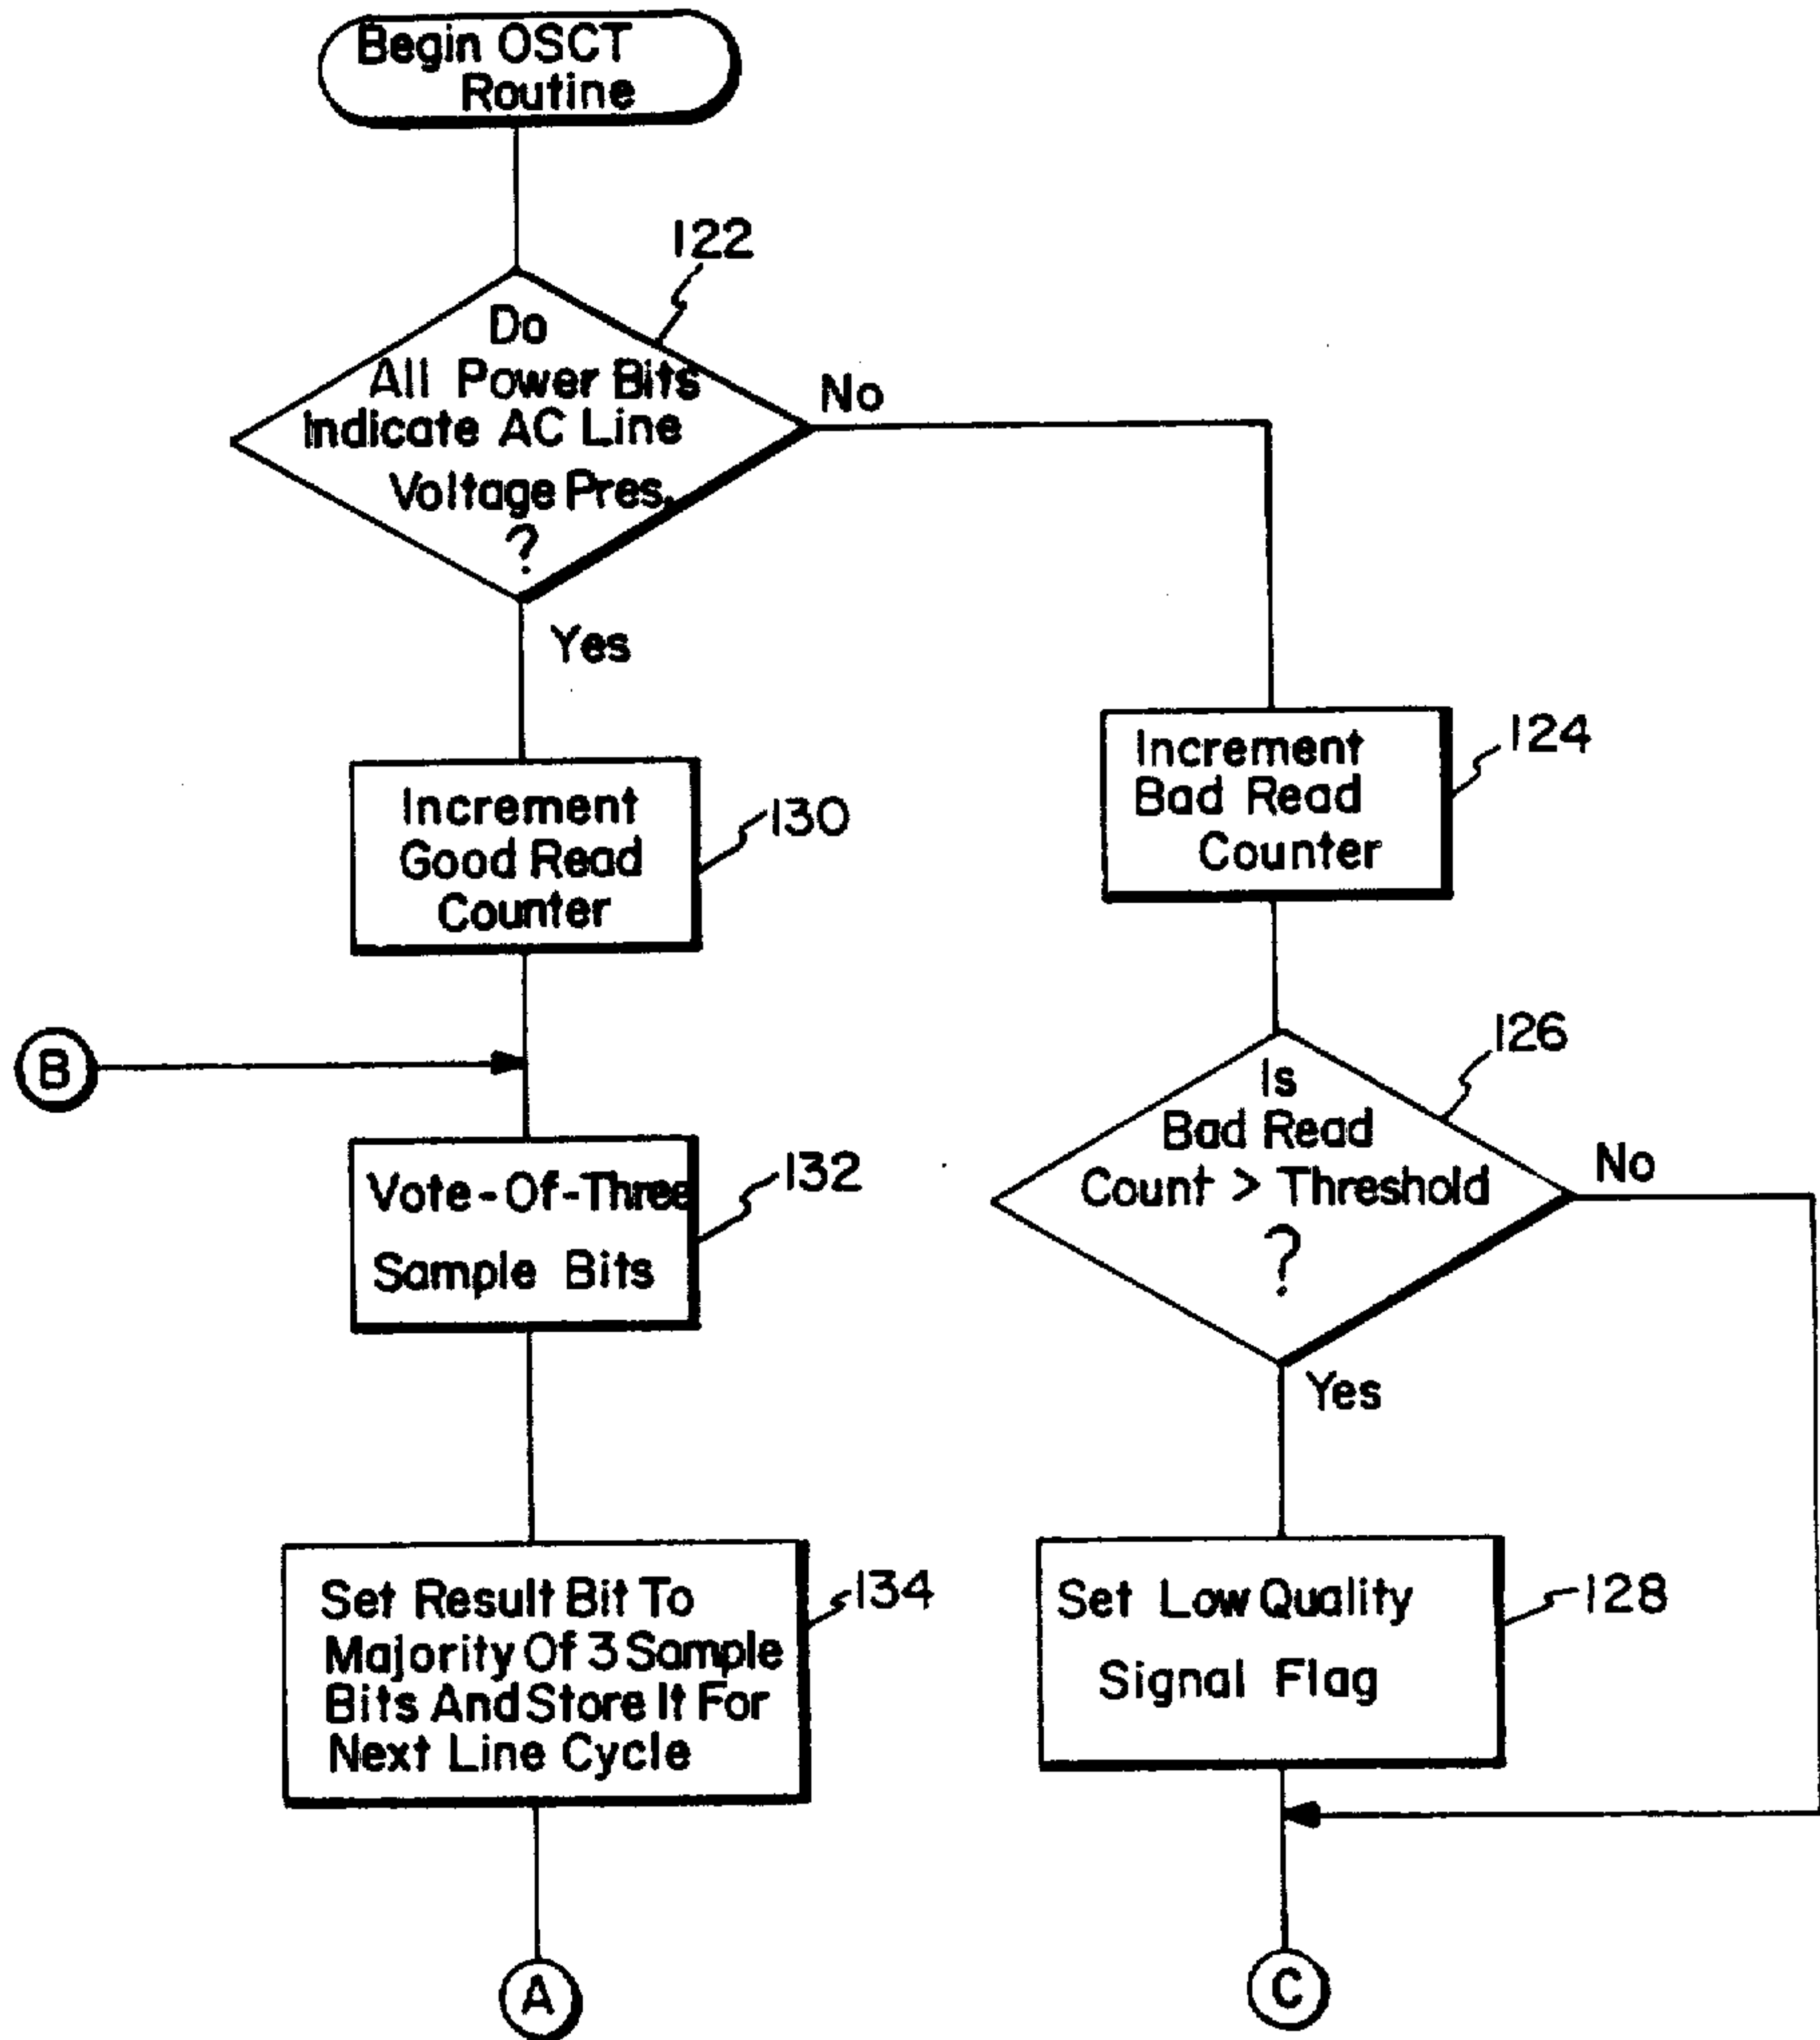 Begin OSCT
Routine
122
Do
All Power Bits
Indicate AC Line
Voltage Pres.
?
No
Yes
Increment
Good Read
Counter
130
Increment
Bad Read
Counter
124
B
Vote-Of-Three
Sample Bits
132
Is
Bad Read
Count > Threshold
?
126
No
Yes
Set Result Bit To
Majority Of 3 Sample
Bits And Store It For
Next Line Cycle
134
Set Low Quality
Signal Flag
128
A
C